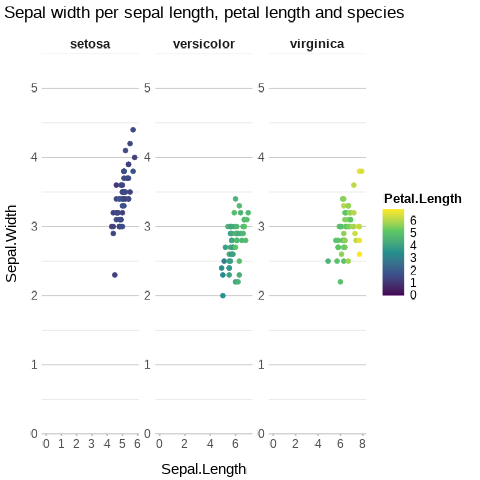 Sepal width per sepal length, petal length and species
setosa
versicolor
virginica
5
5
5
4
4
4
3
3
3
2
2
2
1
1
1
0
0
0
0 1 2 3 4 5 6
0 2 4 6
0 2 4 6 8
Sepal.Width
Sepal.Length
Petal.Length
6
5
4
3
2
1
0